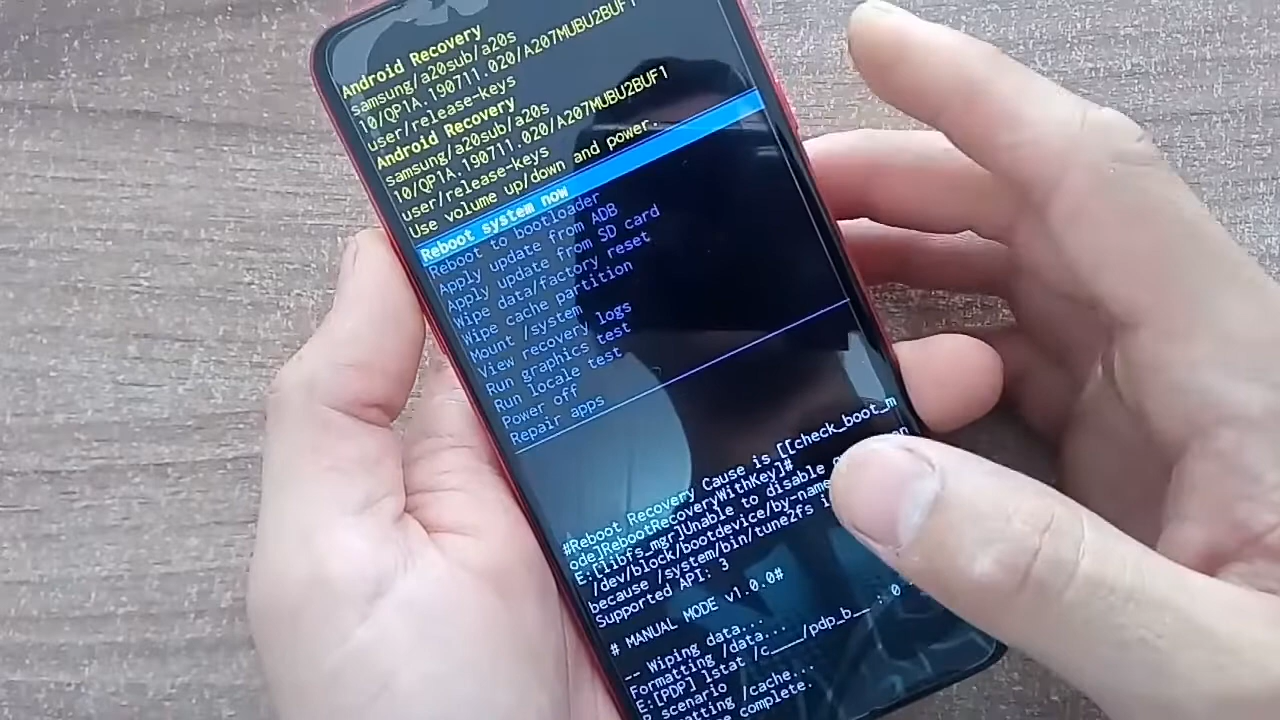 Android Recovery
samsung/a20sub/a20s
10/QP1A.190711.020/A207MUBU2BUF1
user/release-keys
Android Recovery
samsung/a20sub/a20s
10/QP1A.190711.020/A207MUBU2BUF1
user/release-keys
Use volume up/down and power.
Reboot system now
Reboot to bootloader
Apply update from ADB
Apply update from SD card
Wipe data/factory reset
Wipe cache partition
Mount /system
View recovery logs
Run graphics test
Run locale test
Power off
Repair apps
#Reboot Recovery Cause is [[check_boot_m
ode]RebootRecoveryWithKey]#
E:[libfs_mgr]Unable to disable
/dev/block/bootdevice/by-name
because /system/bin/tune2fs
Supported API: 3
# MANUAL MODE v1.0.0#
-- Wiping data...
Formatting /data...
E:[PDP] lstat /c____/pdp_b__ : 0
scenario
/cache...
complete.